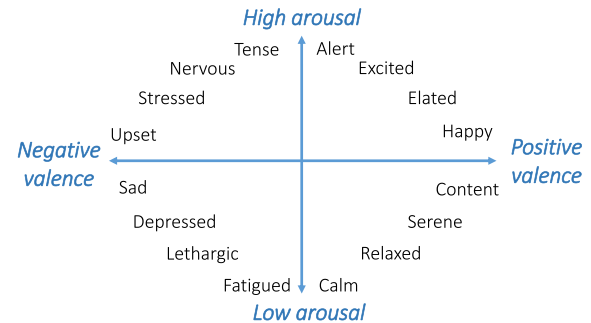 High arousal
Tense Alert
Nervous Excited
Stressed Elated
Upset Happy
Negative
valence
Positive
valence
Sad Content
Depressed Serene
Lethargic Relaxed
Fatigued Calm
Low arousal